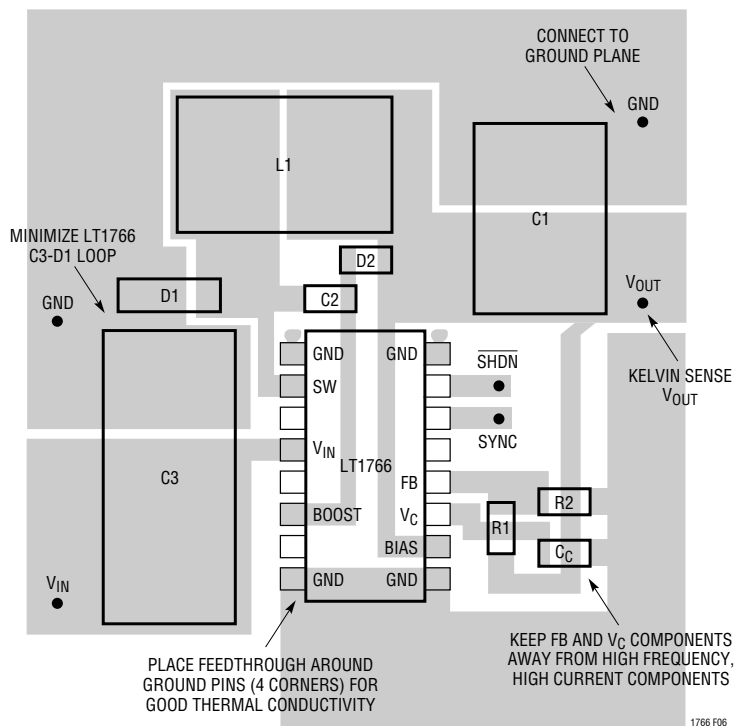 CONNECT TO
GROUND PLANE
GND
L1
C1
MINIMIZE LT1766
C3-D1 LOOP
D2
D1
C2
GND
VOUT
KELVIN SENSE
VOUT
GND
GND
SHDN
SW
SYNC
VIN
LT1766
C3
FB
R2
BOOST
VC
R1
BIAS
CC
VIN
GND
GND
PLACE FEEDTHROUGH AROUND
GROUND PINS (4 CORNERS) FOR
GOOD THERMAL CONDUCTIVITY
KEEP FB AND VC COMPONENTS
AWAY FROM HIGH FREQUENCY,
HIGH CURRENT COMPONENTS
1766 F06